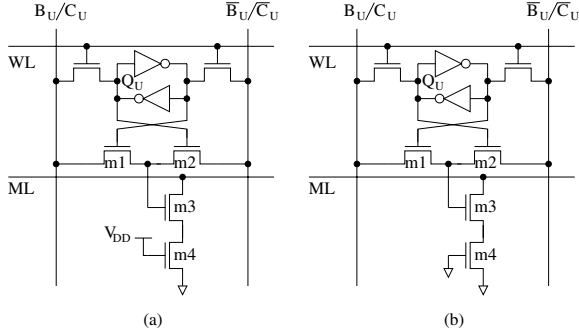 B_U/C_U B̅_U/C̅_U B_U/C_U B̅_U/C̅_U
WL WL
Q_U Q_U
m1 m2 m1 m2
ML ML
m3 m3
V_DD
m4 m4
(a) (b)